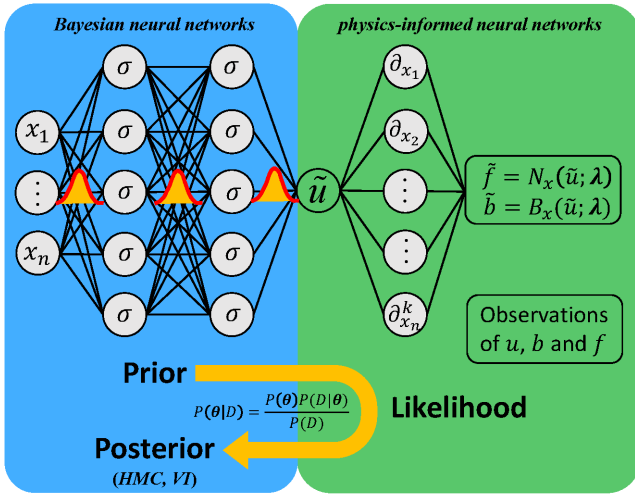 Bayesian neural networks
physics-informed neural networks
σ σ ∂ₓ₁
x₁ σ σ ∂ₓ₂
⋮ σ σ ũ ⋮
xₙ σ σ ⋮
σ σ ∂ᵏₓₙ
f̃ = Nₓ(ũ; λ)
b̃ = Bₓ(ũ; λ)
Observations
of u, b and f
Prior
P(θ|D) = P(θ)P(D|θ) / P(D)
Likelihood
Posterior
(HMC, VI)